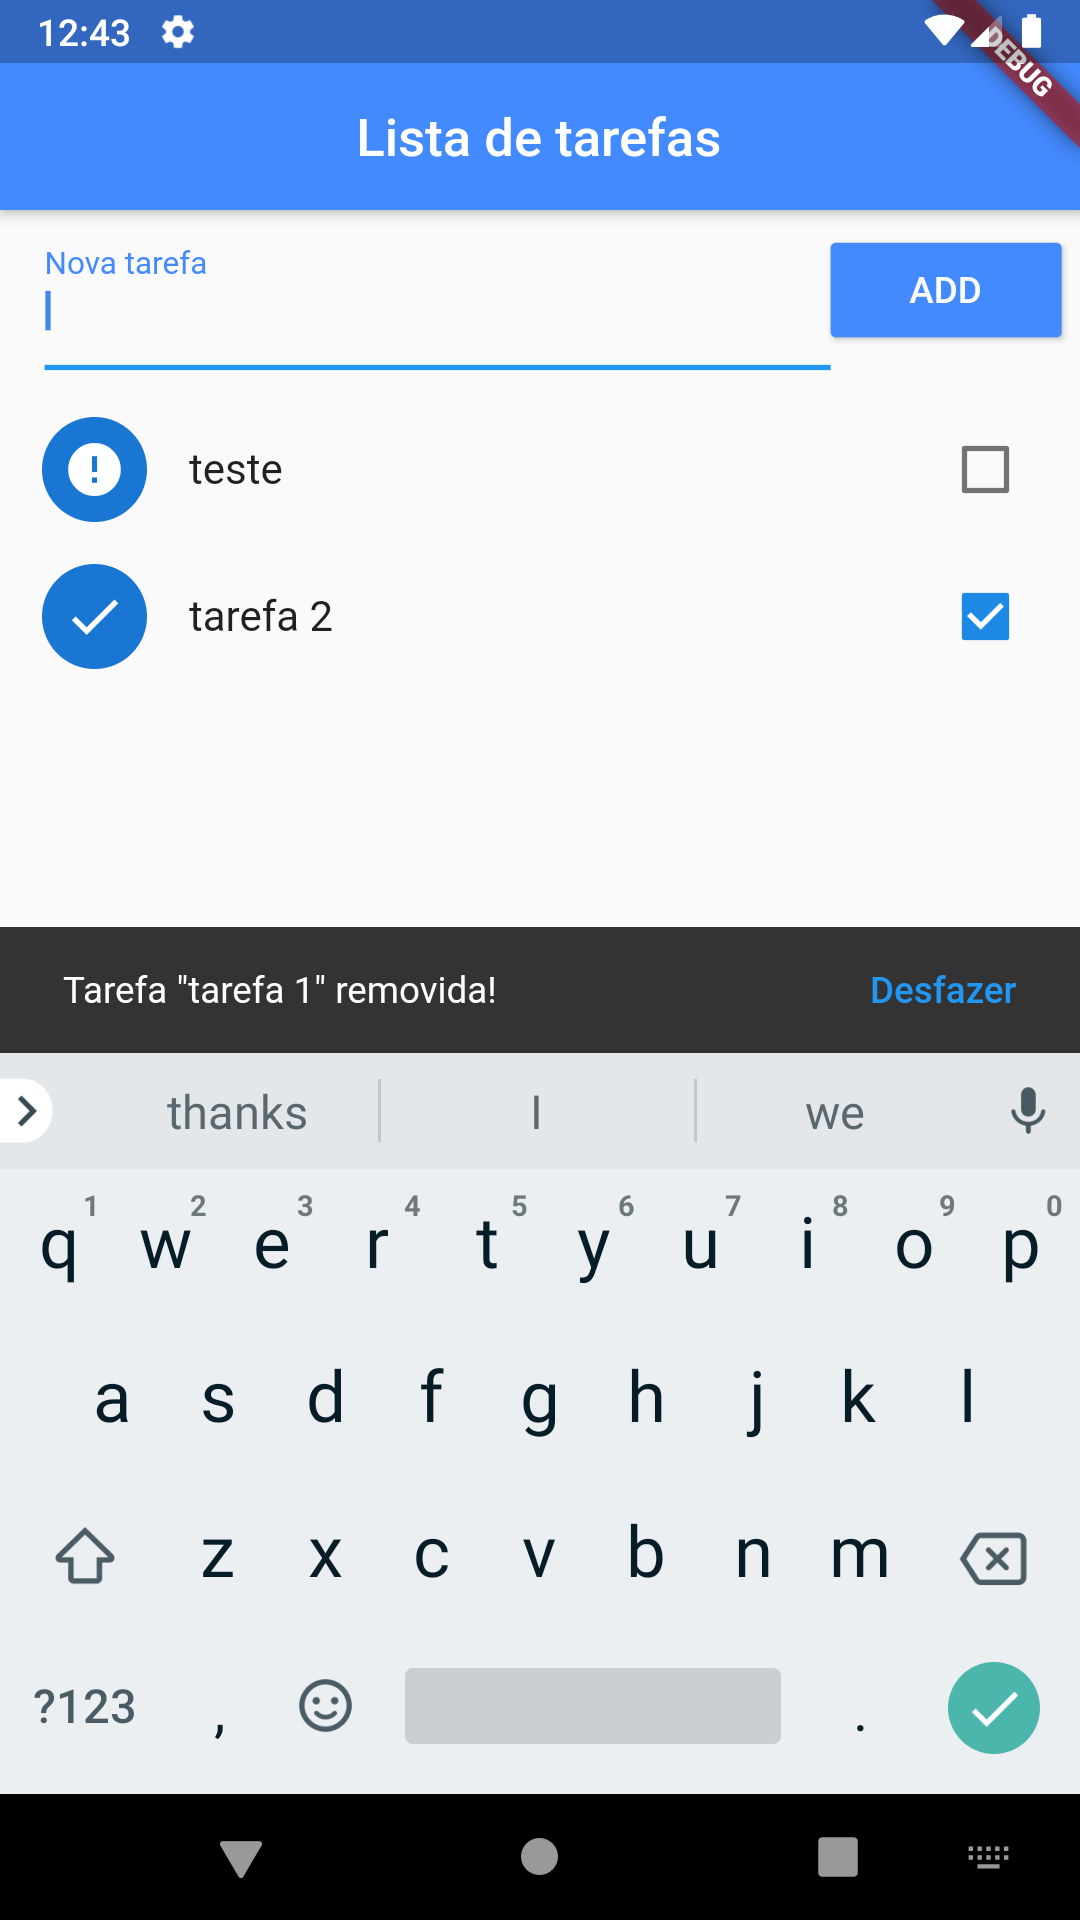 12:43
DEBUG
Lista de tarefas
Nova tarefa
ADD
teste
tarefa 2
Tarefa "tarefa 1" removida! Desfazer
thanks I we
1 2 3 4 5 6 7 8 9 0
q w e r t y u i o p
a s d f g h j k l
z x c v b n m
?123 , .